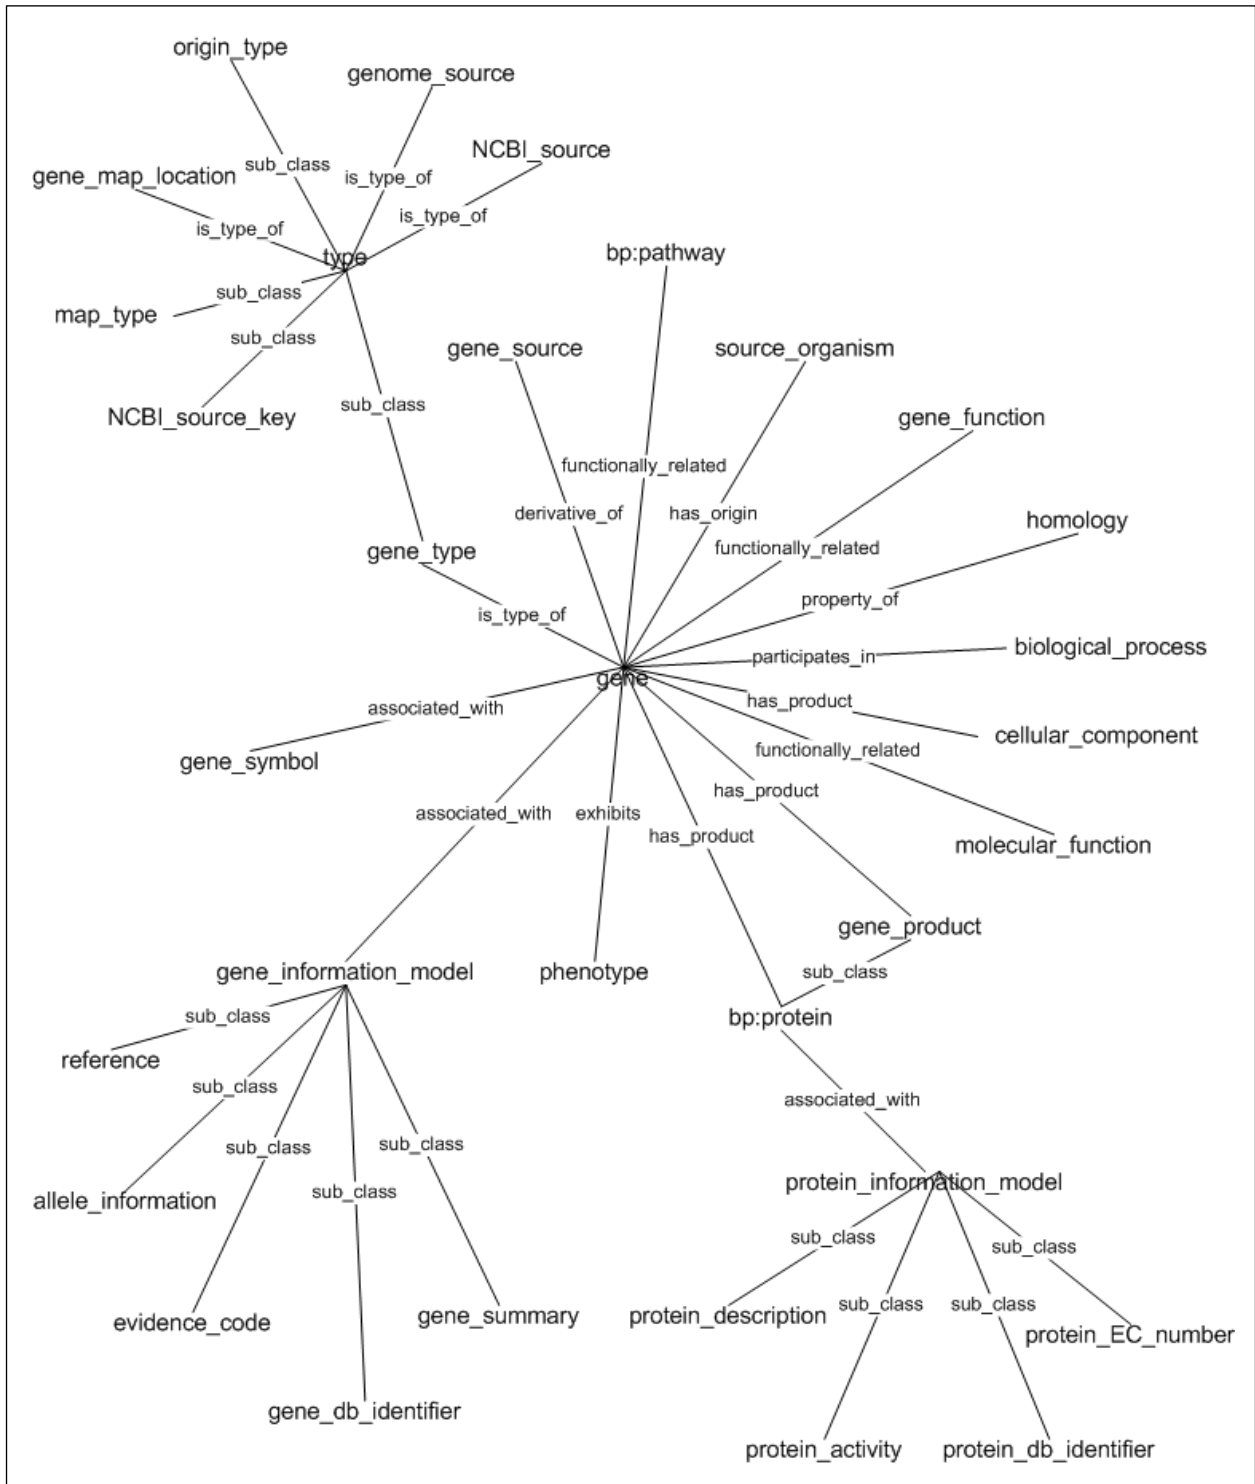 origin_type
genome_source
NCBI_source
sub_class
gene_map_location
is_type_of
is_type_of
is_type_of
type
bp:pathway
sub_class
map_type
sub_class
gene_source
source_organism
sub_class
NCBI_source_key
gene_function
functionally_related
derivative_of
has_origin
homology
functionally_related
gene_type
property_of
is_type_of
biological_process
participates_in
gene
has_product
associated_with
cellular_component
functionally_related
gene_symbol
has_product
associated_with
exhibits
has_product
molecular_function
gene_product
gene_information_model
phenotype
sub_class
sub_class
bp:protein
reference
sub_class
associated_with
sub_class
sub_class
protein_information_model
sub_class
allele_information
sub_class
sub_class
sub_class
sub_class
protein_description
gene_summary
evidence_code
protein_EC_number
gene_db_identifier
protein_activity
protein_db_identifier